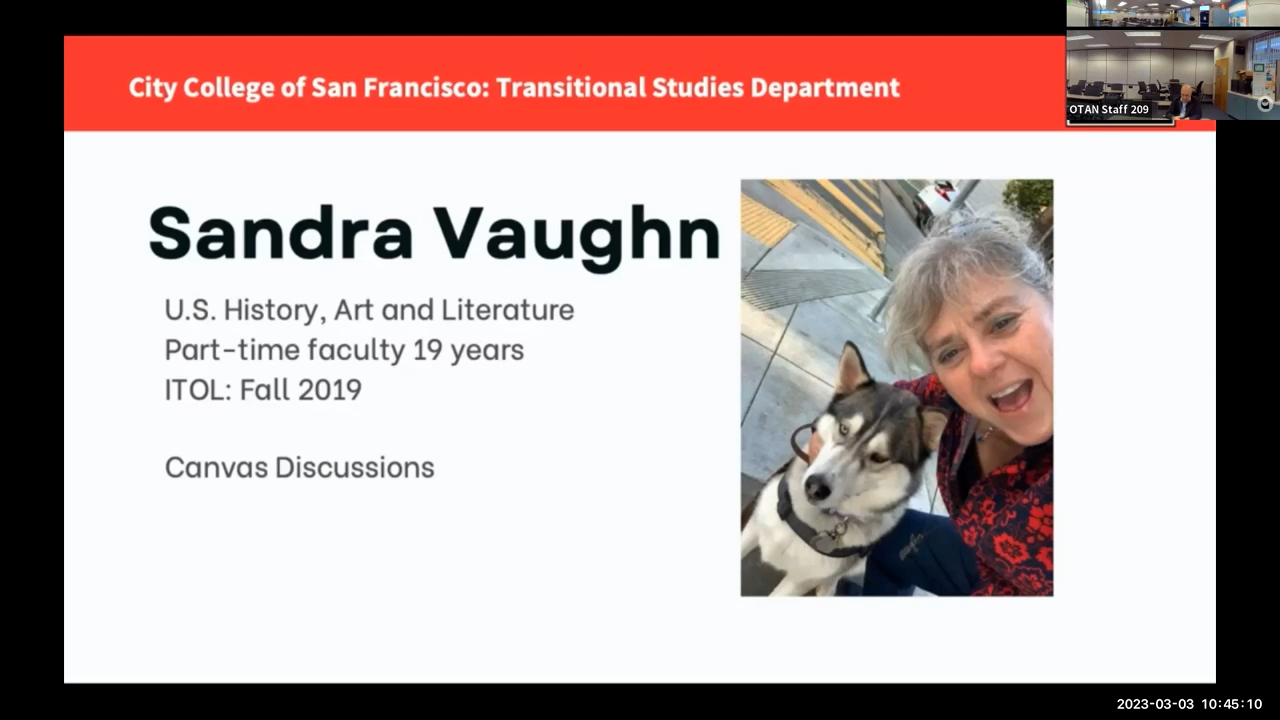 City College of San Francisco: Transitional Studies Department
OTAN Staff 209
Sandra Vaughn
U.S. History, Art and Literature
Part-time faculty 19 years
ITOL: Fall 2019
Canvas Discussions
2023-03-03 10:45:10